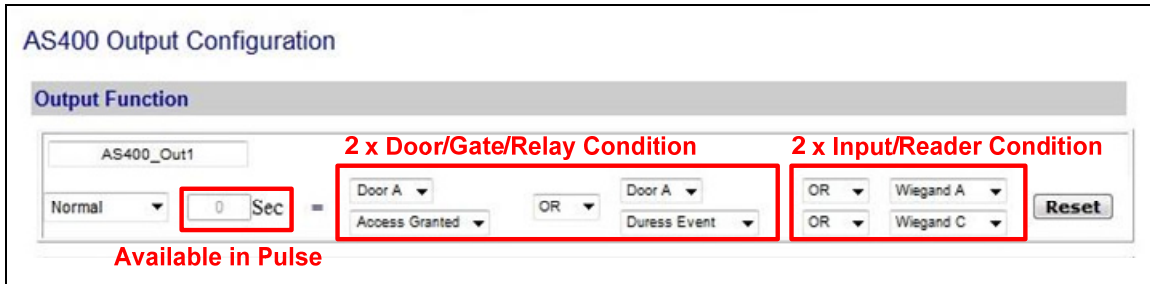 AS400 Output Configuration
Output Function
AS400_Out1
2 x Door/Gate/Relay Condition
2 x Input/Reader Condition
Normal
0 Sec
=
Door A
Access Granted
OR
Door A
Duress Event
OR Wiegand A
OR Wiegand C
Reset
Available in Pulse